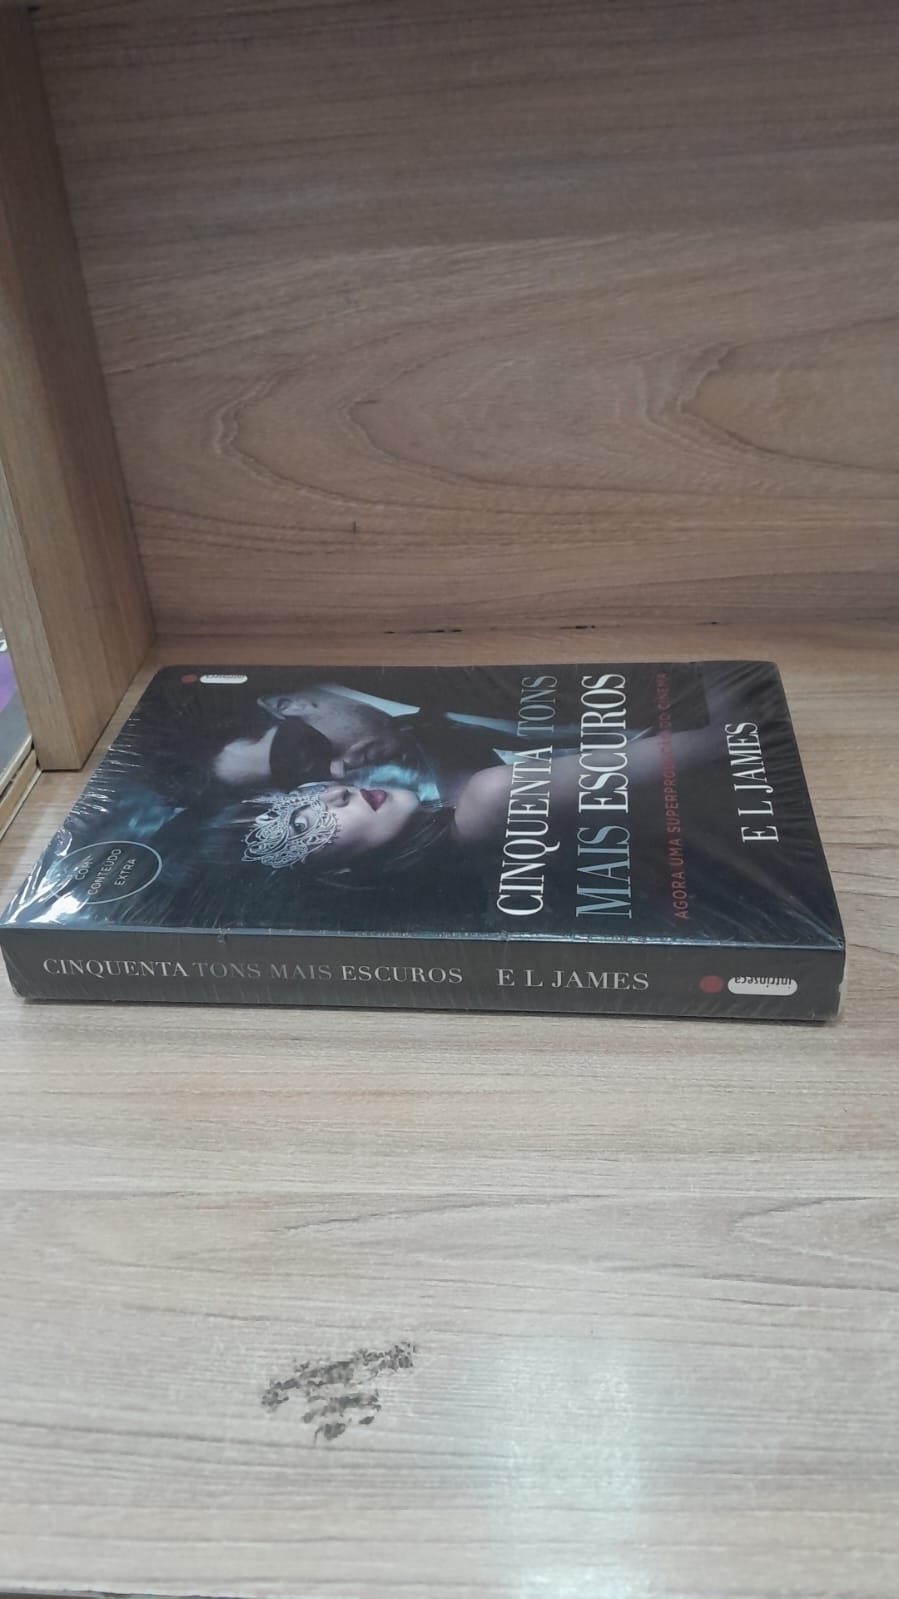 COM
CONTEÚDO
EXTRA
CINQUENTA TONS
MAIS ESCUROS
AGORA UMA SUPERPRODUÇÃO DO CINEMA
E L JAMES
CINQUENTA TONS MAIS ESCUROS E L JAMES
intrínseca